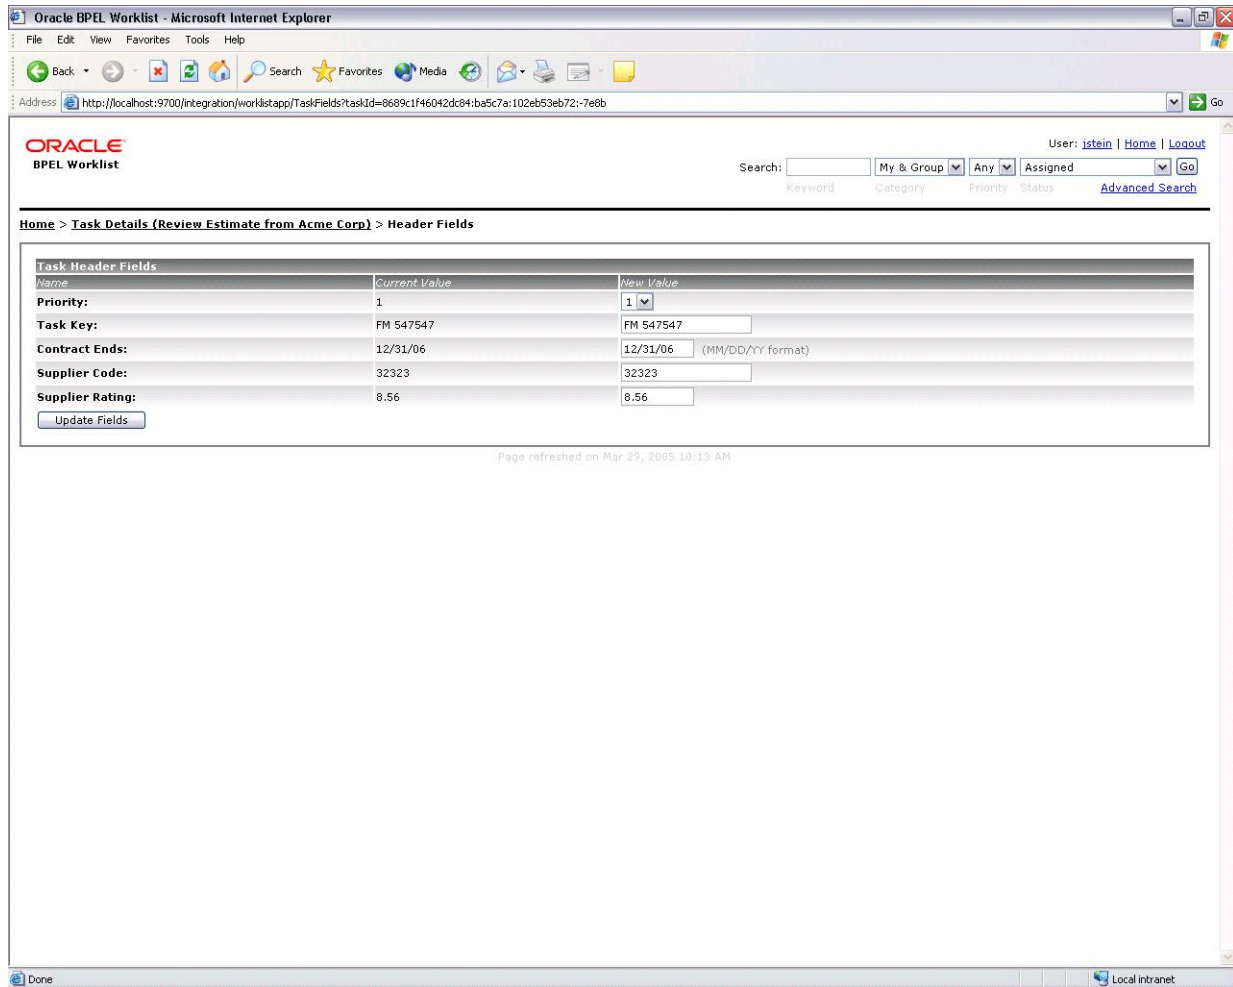 Oracle BPEL Worklist - Microsoft Internet Explorer
File Edit View Favorites Tools Help
Back Search Favorites Media
Address http://localhost:9700/integration/worklistapp/TaskFields?taskId=8689c1f46042dc84:ba5c7a:102eb53eb72:-7e8b Go
ORACLE
BPEL Worklist
User: jstein | Home | Logout
Search: My & Group Any Assigned Go
Keyword Category Priority Status Advanced Search
Home > Task Details (Review Estimate from Acme Corp) > Header Fields
Task Header Fields
Name Current Value New Value
Priority: 1 1
Task Key: FM 547547 FM 547547
Contract Ends: 12/31/06 12/31/06 (MM/DD/YY format)
Supplier Code: 32323 32323
Supplier Rating: 8.56 8.56
Update Fields
Page refreshed on Mar 29, 2005 10:13 AM
Done Local intranet